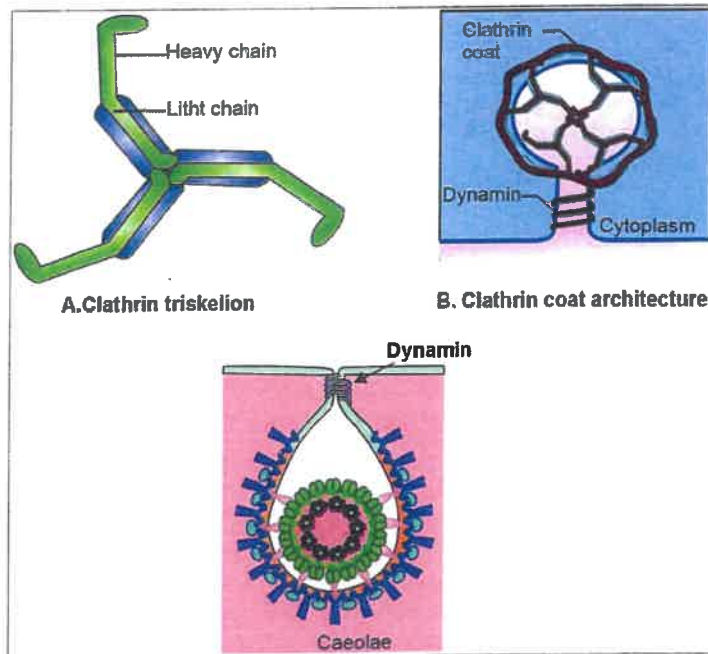 Heavy chain
Litht chain
A.Clathrin triskelion
Clathrin
coat
Dynamin
Cytoplasm
B. Clathrin coat architecture
Dynamin
Caeolae